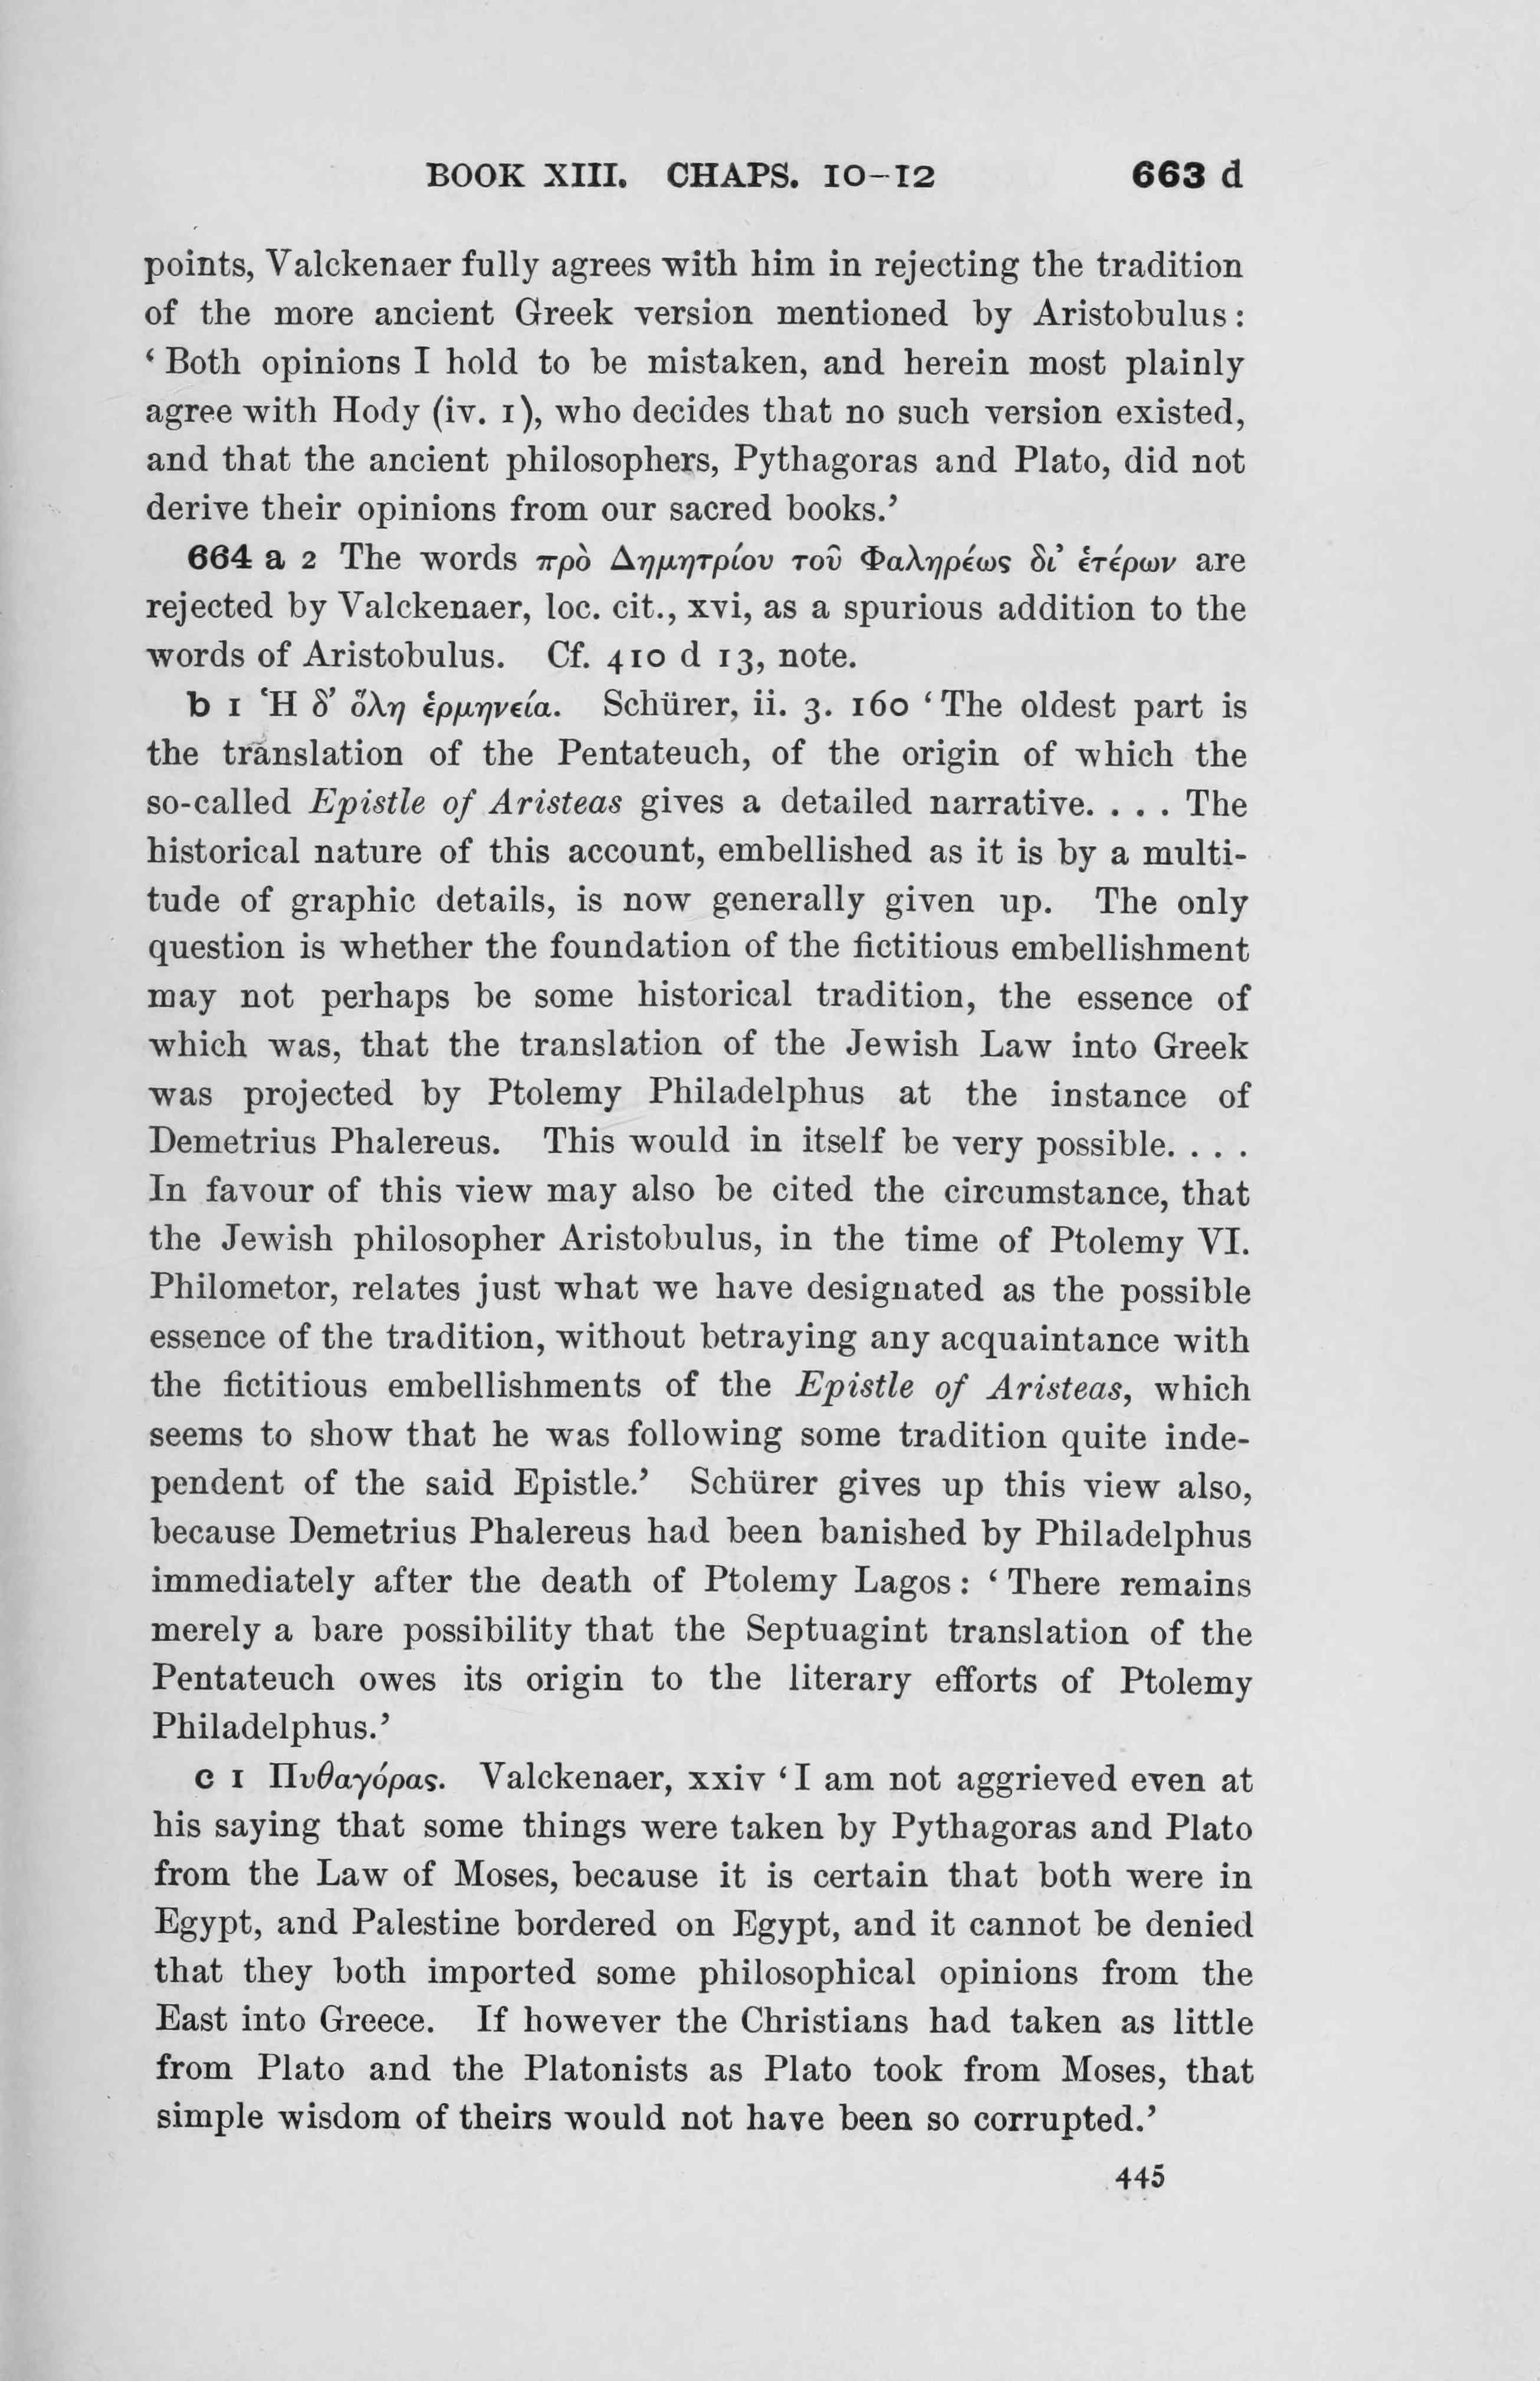 BOOK XIII. CHAPS. 10–12 663 d
points, Valckenaer fully agrees with him in rejecting the tradition
of the more ancient Greek version mentioned by Aristobulus:
‘Both opinions I hold to be mistaken, and herein most plainly
agree with Hody (iv. 1), who decides that no such version existed,
and that the ancient philosophers, Pythagoras and Plato, did not
derive their opinions from our sacred books.’
664 a 2 The words πρὸ Δημητρίου τοῦ Φαληρέως δι’ ἑτέρων are
rejected by Valckenaer, loc. cit., xvi, as a spurious addition to the
words of Aristobulus. Cf. 410 d 13, note.
b 1 Ἡ δ’ ὅλη ἑρμηνεία. Schürer, ii. 3. 160 ‘The oldest part is
the translation of the Pentateuch, of the origin of which the
so-called Epistle of Aristeas gives a detailed narrative. . . . The
historical nature of this account, embellished as it is by a multi-
tude of graphic details, is now generally given up. The only
question is whether the foundation of the fictitious embellishment
may not perhaps be some historical tradition, the essence of
which was, that the translation of the Jewish Law into Greek
was projected by Ptolemy Philadelphus at the instance of
Demetrius Phalereus. This would in itself be very possible. . . .
In favour of this view may also be cited the circumstance, that
the Jewish philosopher Aristobulus, in the time of Ptolemy VI.
Philometor, relates just what we have designated as the possible
essence of the tradition, without betraying any acquaintance with
the fictitious embellishments of the Epistle of Aristeas, which
seems to show that he was following some tradition quite inde-
pendent of the said Epistle.’ Schürer gives up this view also,
because Demetrius Phalereus had been banished by Philadelphus
immediately after the death of Ptolemy Lagos: ‘There remains
merely a bare possibility that the Septuagint translation of the
Pentateuch owes its origin to the literary efforts of Ptolemy
Philadelphus.’
c 1 Πυθαγόρας. Valckenaer, xxiv ‘I am not aggrieved even at
his saying that some things were taken by Pythagoras and Plato
from the Law of Moses, because it is certain that both were in
Egypt, and Palestine bordered on Egypt, and it cannot be denied
that they both imported some philosophical opinions from the
East into Greece. If however the Christians had taken as little
from Plato and the Platonists as Plato took from Moses, that
simple wisdom of theirs would not have been so corrupted.’
445